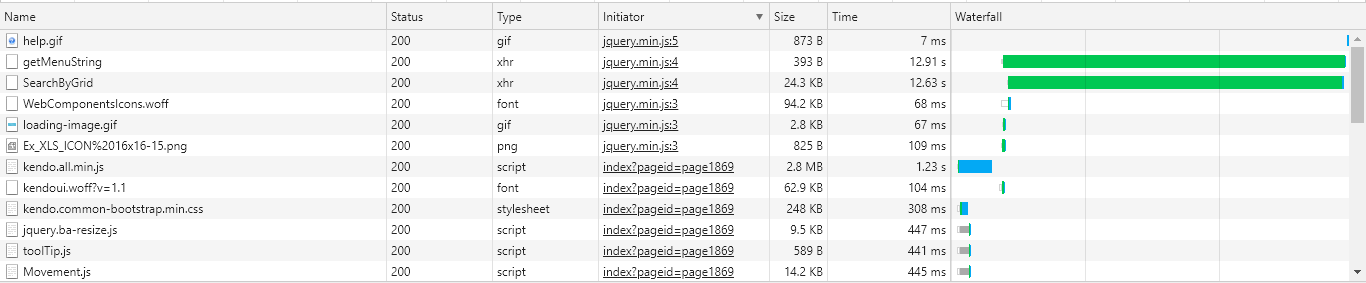 Name Status Type Initiator Size Time Waterfall
help.gif 200 gif jquery.min.js:5 873 B 7 ms
getMenuString 200 xhr jquery.min.js:4 393 B 12.91 s
SearchByGrid 200 xhr jquery.min.js:4 24.3 KB 12.63 s
WebComponentsIcons.woff 200 font jquery.min.js:3 94.2 KB 68 ms
loading-image.gif 200 gif jquery.min.js:3 2.8 KB 67 ms
Ex_XLS_ICON%2016x16-15.png 200 png jquery.min.js:3 825 B 109 ms
kendo.all.min.js 200 script index?pageid=page1869 2.8 MB 1.23 s
kendoui.woff?v=1.1 200 font index?pageid=page1869 62.9 KB 104 ms
kendo.common-bootstrap.min.css 200 stylesheet index?pageid=page1869 248 KB 308 ms
jquery.ba-resize.js 200 script index?pageid=page1869 9.5 KB 447 ms
toolTip.js 200 script index?pageid=page1869 589 B 441 ms
Movement.js 200 script index?pageid=page1869 14.2 KB 445 ms